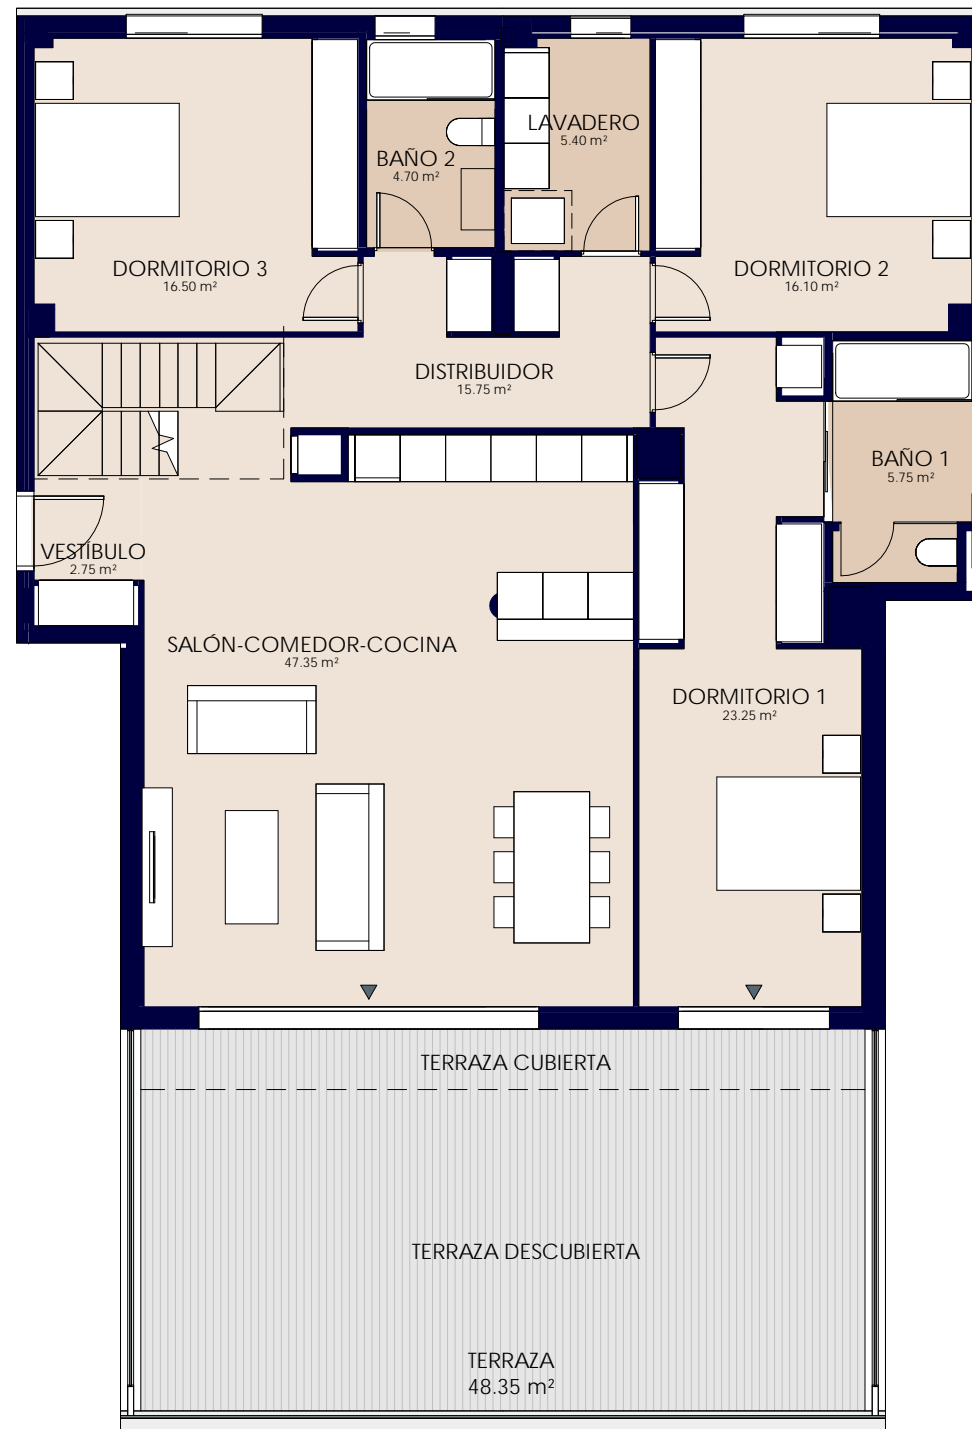 LAVADERO
5.40 m²
BAÑO 2
4.70 m²
DORMITORIO 3
16.50 m²
DORMITORIO 2
16.10 m²
DISTRIBUIDOR
15.75 m²
BAÑO 1
5.75 m²
VESTÍBULO
2.75 m²
SALÓN-COMEDOR-COCINA
47.35 m²
DORMITORIO 1
23.25 m²
TERRAZA CUBIERTA
TERRAZA DESCUBIERTA
TERRAZA
48.35 m²